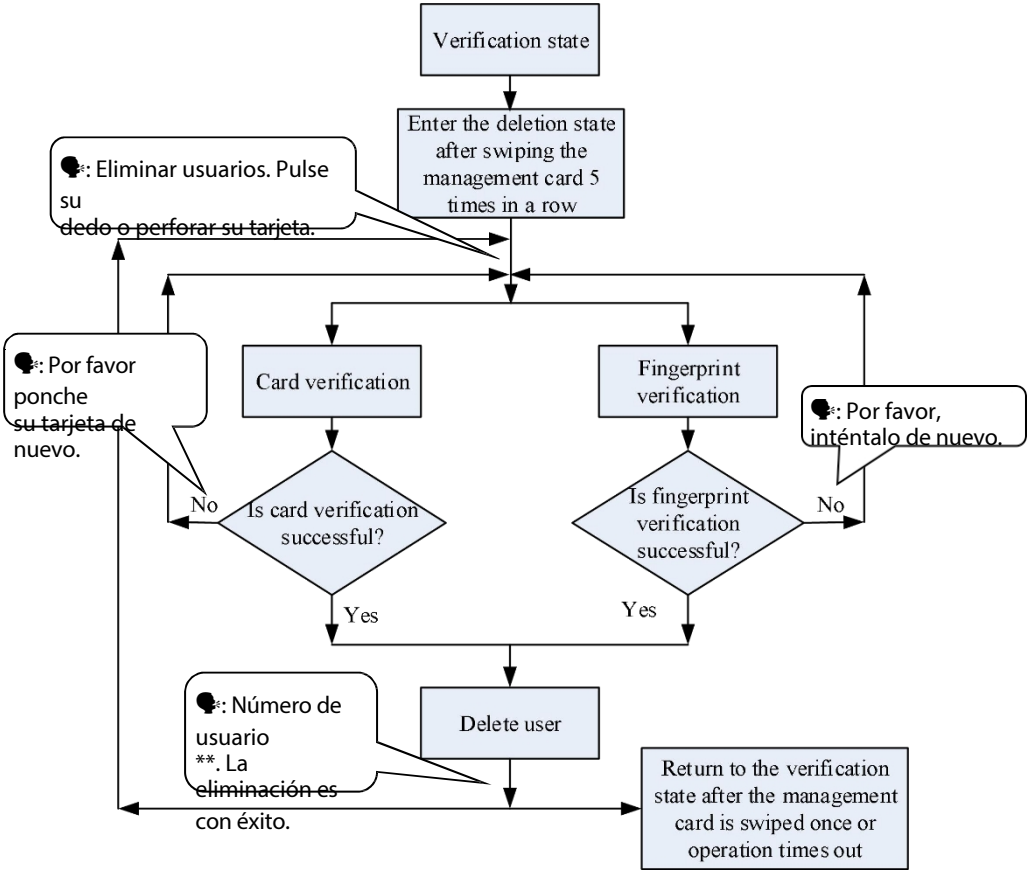 Verification state
Enter the deletion state
after swiping the
management card 5
times in a row
🗣: Eliminar usuarios. Pulse
su
dedo o perforar su tarjeta.
Card verification
Fingerprint
verification
🗣: Por favor
ponche
su tarjeta de
nuevo.
🗣: Por favor,
inténtalo de nuevo.
No
Is card verification
successful?
Is fingerprint
verification
successful?
No
Yes
Yes
🗣: Número de
usuario
**. La
eliminación es
con éxito.
Delete user
Return to the verification
state after the management
card is swiped once or
operation times out